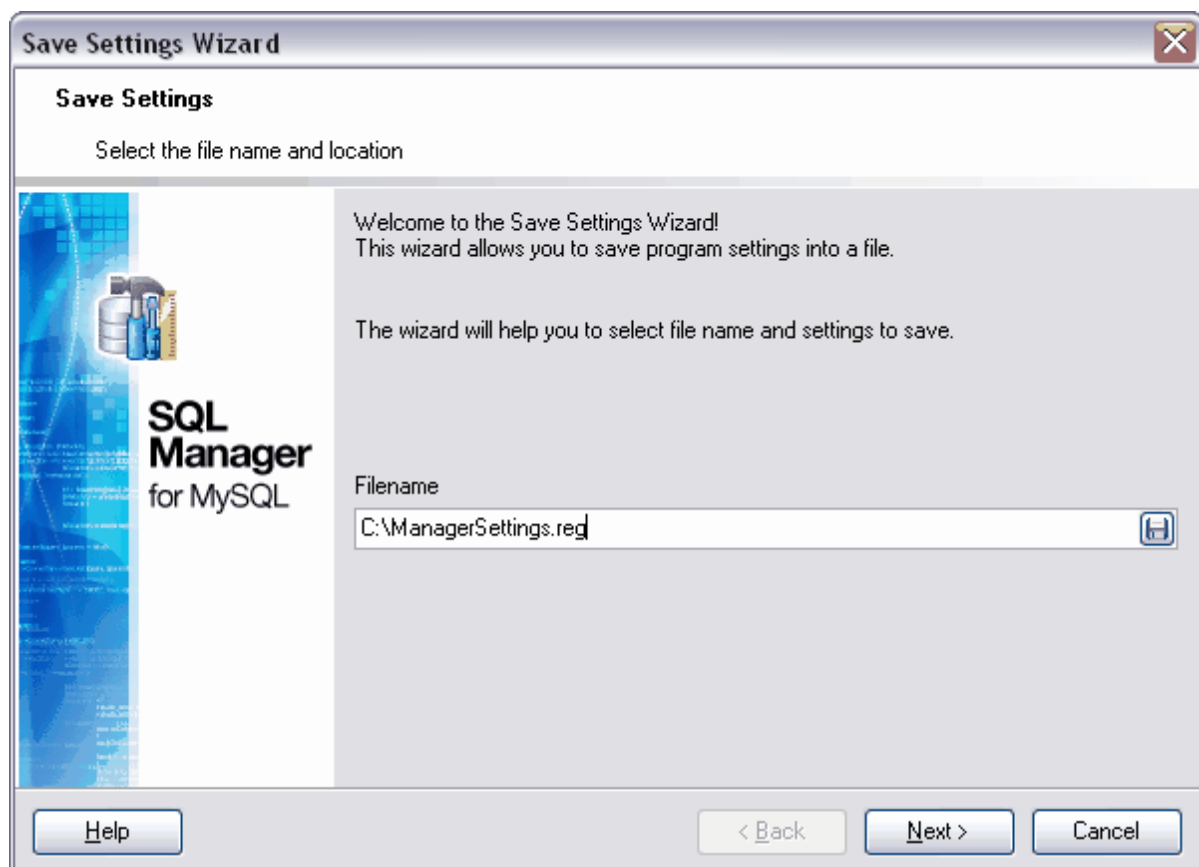 Save Settings Wizard
Save Settings
Select the file name and location
Welcome to the Save Settings Wizard!
This wizard allows you to save program settings into a file.
The wizard will help you to select file name and settings to save.
SQL
Manager
for MySQL
Filename
C:\ManagerSettings.reg
Help
< Back
Next >
Cancel